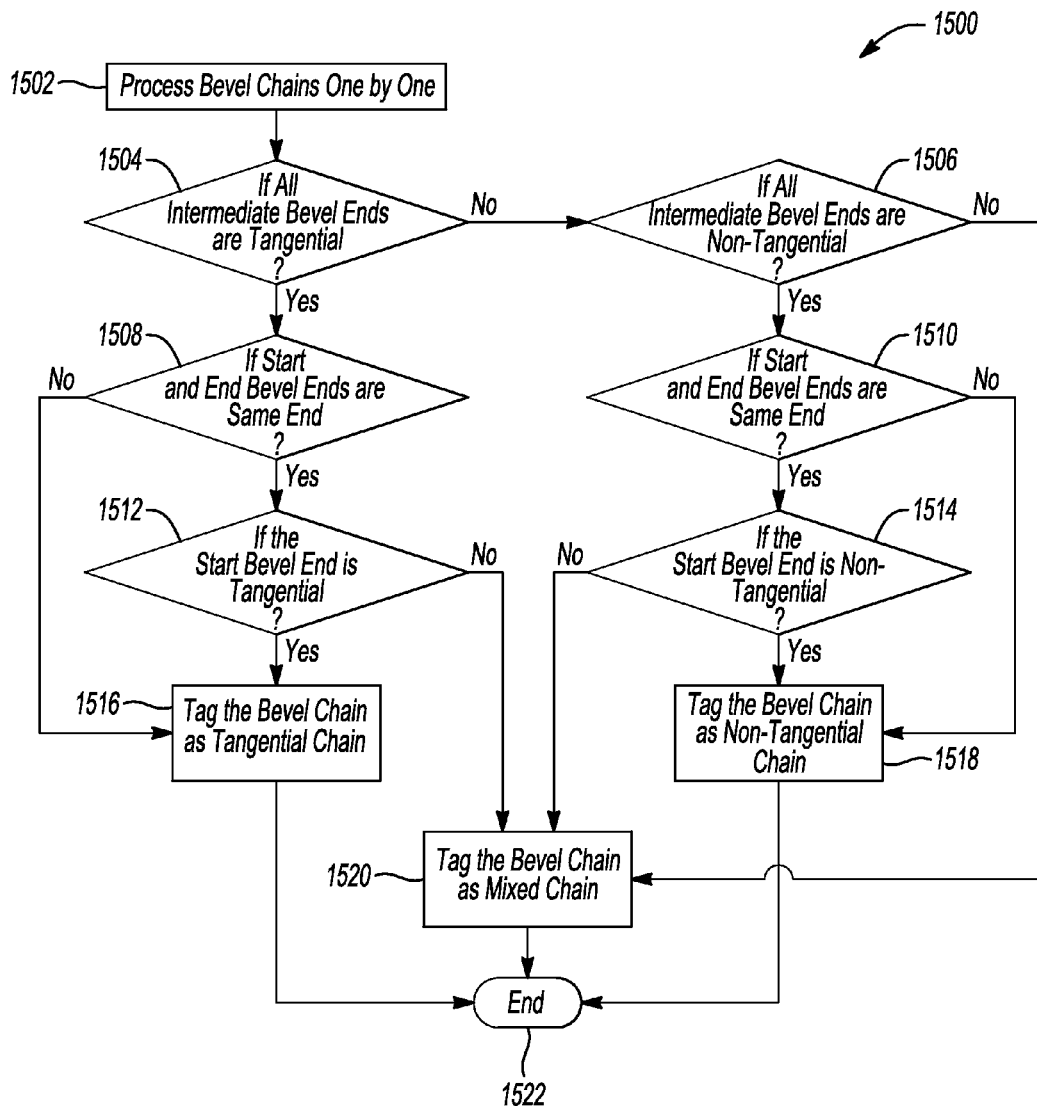 1500
1502
Process Bevel Chains One by One
1504
If All
Intermediate Bevel Ends
are Tangential
?
No
Yes
1506
If All
Intermediate Bevel Ends are
Non-Tangential
?
No
Yes
1508
If Start
and End Bevel Ends are
Same End
?
No
Yes
1510
If Start
and End Bevel Ends are
Same End
?
No
Yes
1512
If the
Start Bevel End is
Tangential
?
No
Yes
1514
If the
Start Bevel End is Non-
Tangential
?
No
Yes
1516
Tag the Bevel Chain
as Tangential Chain
Tag the Bevel Chain
as Non-Tangential
Chain
1518
1520
Tag the Bevel Chain
as Mixed Chain
End
1522